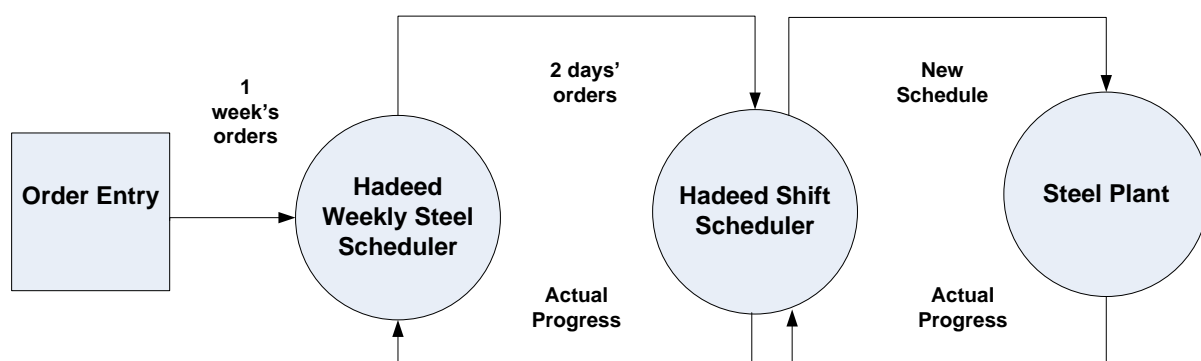 1
week's
orders
2 days'
orders
New
Schedule
Order Entry
Hadeed
Weekly Steel
Scheduler
Hadeed Shift
Scheduler
Steel Plant
Actual
Progress
Actual
Progress